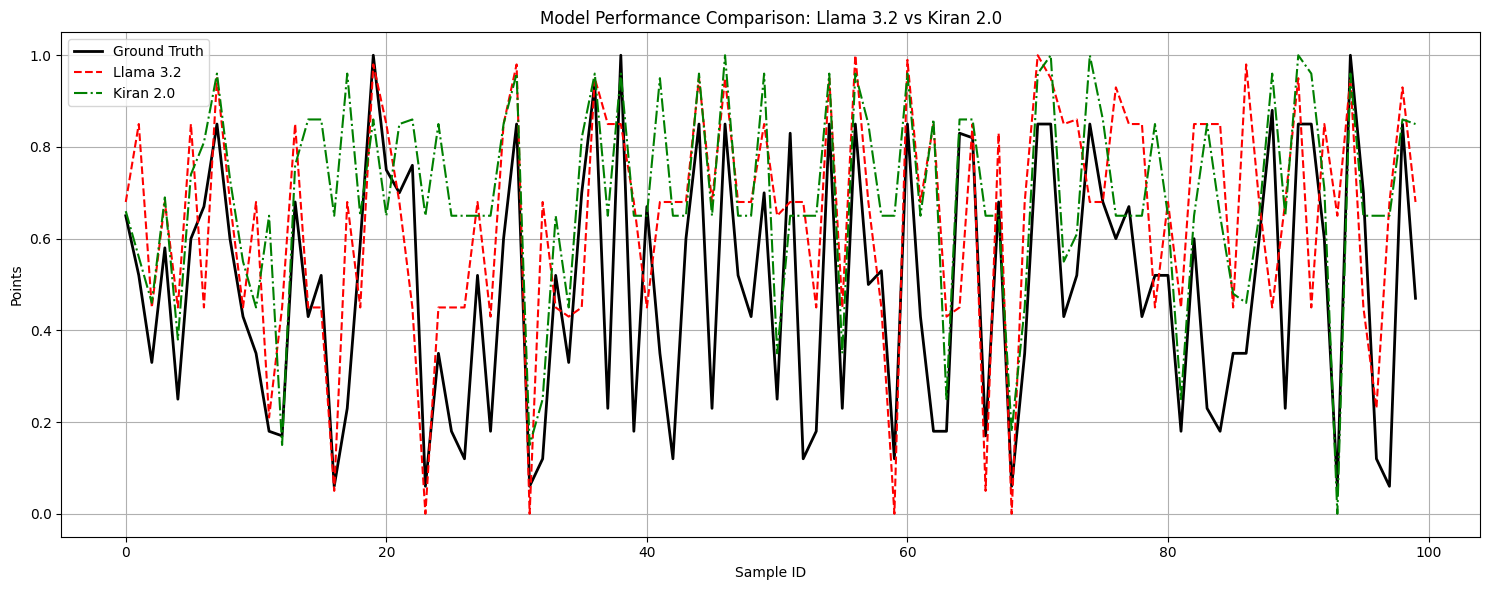 Model Performance Comparison: Llama 3.2 vs Kiran 2.0
Ground Truth
Llama 3.2
Kiran 2.0
Points
1.0
0.8
0.6
0.4
0.2
0.0
0 20 40 60 80 100
Sample ID